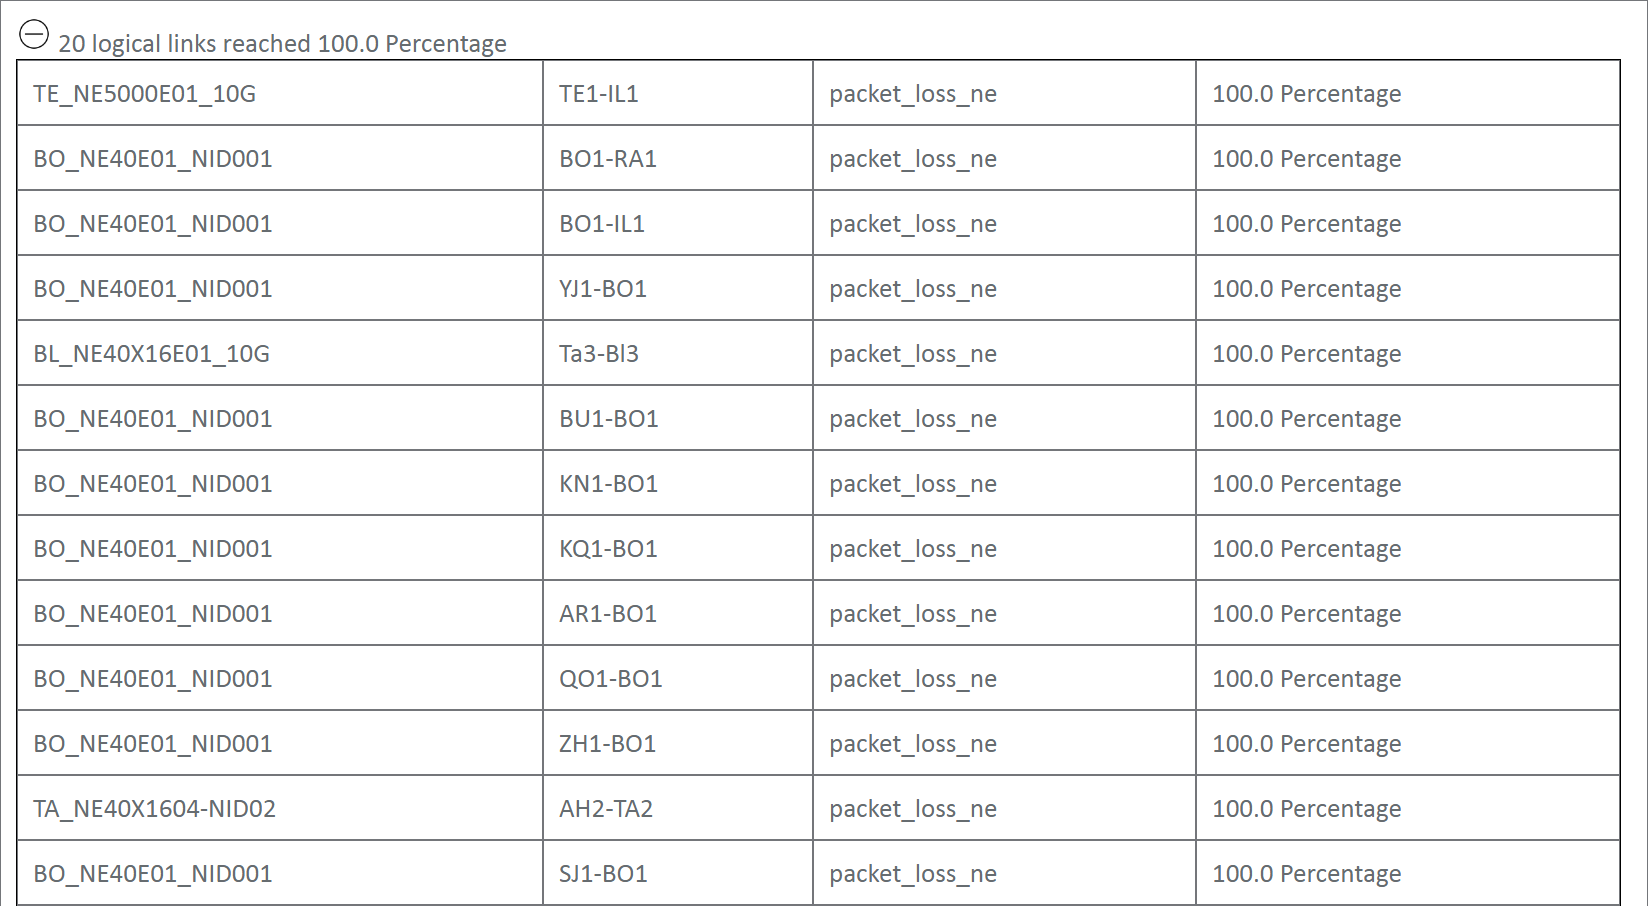 20 logical links reached 100.0 Percentage
TE_NE5000E01_10G TE1-IL1 packet_loss_ne 100.0 Percentage
BO_NE40E01_NID001 BO1-RA1 packet_loss_ne 100.0 Percentage
BO_NE40E01_NID001 BO1-IL1 packet_loss_ne 100.0 Percentage
BO_NE40E01_NID001 YJ1-BO1 packet_loss_ne 100.0 Percentage
BL_NE40X16E01_10G Ta3-Bl3 packet_loss_ne 100.0 Percentage
BO_NE40E01_NID001 BU1-BO1 packet_loss_ne 100.0 Percentage
BO_NE40E01_NID001 KN1-BO1 packet_loss_ne 100.0 Percentage
BO_NE40E01_NID001 KQ1-BO1 packet_loss_ne 100.0 Percentage
BO_NE40E01_NID001 AR1-BO1 packet_loss_ne 100.0 Percentage
BO_NE40E01_NID001 QO1-BO1 packet_loss_ne 100.0 Percentage
BO_NE40E01_NID001 ZH1-BO1 packet_loss_ne 100.0 Percentage
TA_NE40X1604-NID02 AH2-TA2 packet_loss_ne 100.0 Percentage
BO_NE40E01_NID001 SJ1-BO1 packet_loss_ne 100.0 Percentage